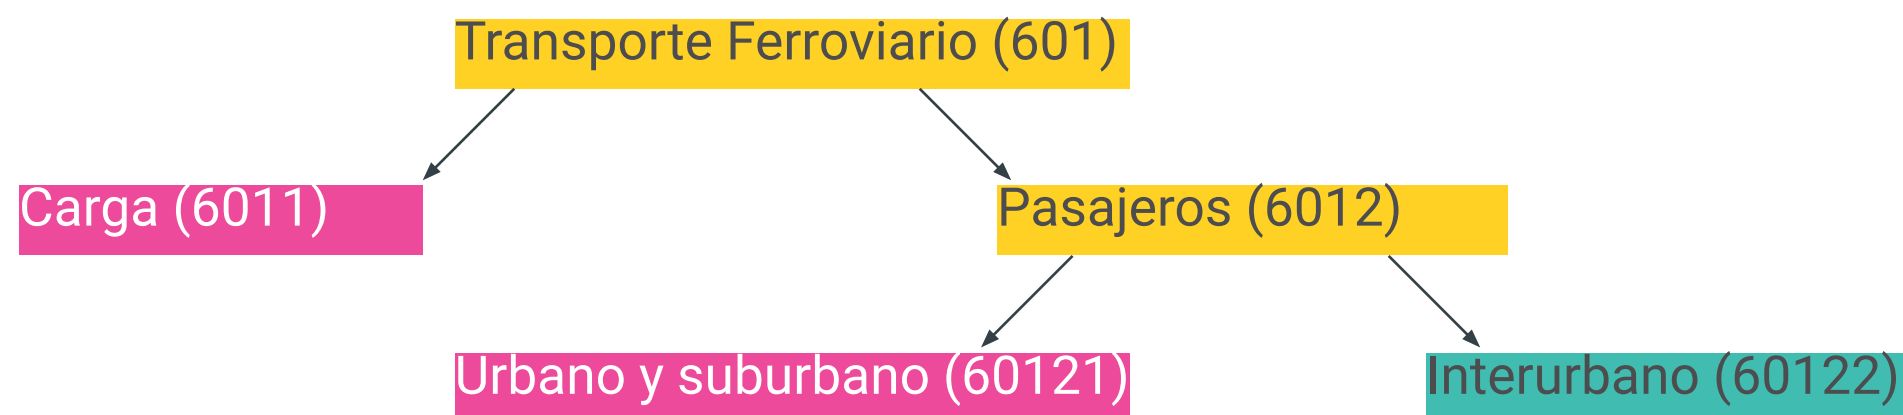 Transporte Ferroviario (601)
Carga (6011)
Pasajeros (6012)
Urbano y suburbano (60121)
Interurbano (60122)